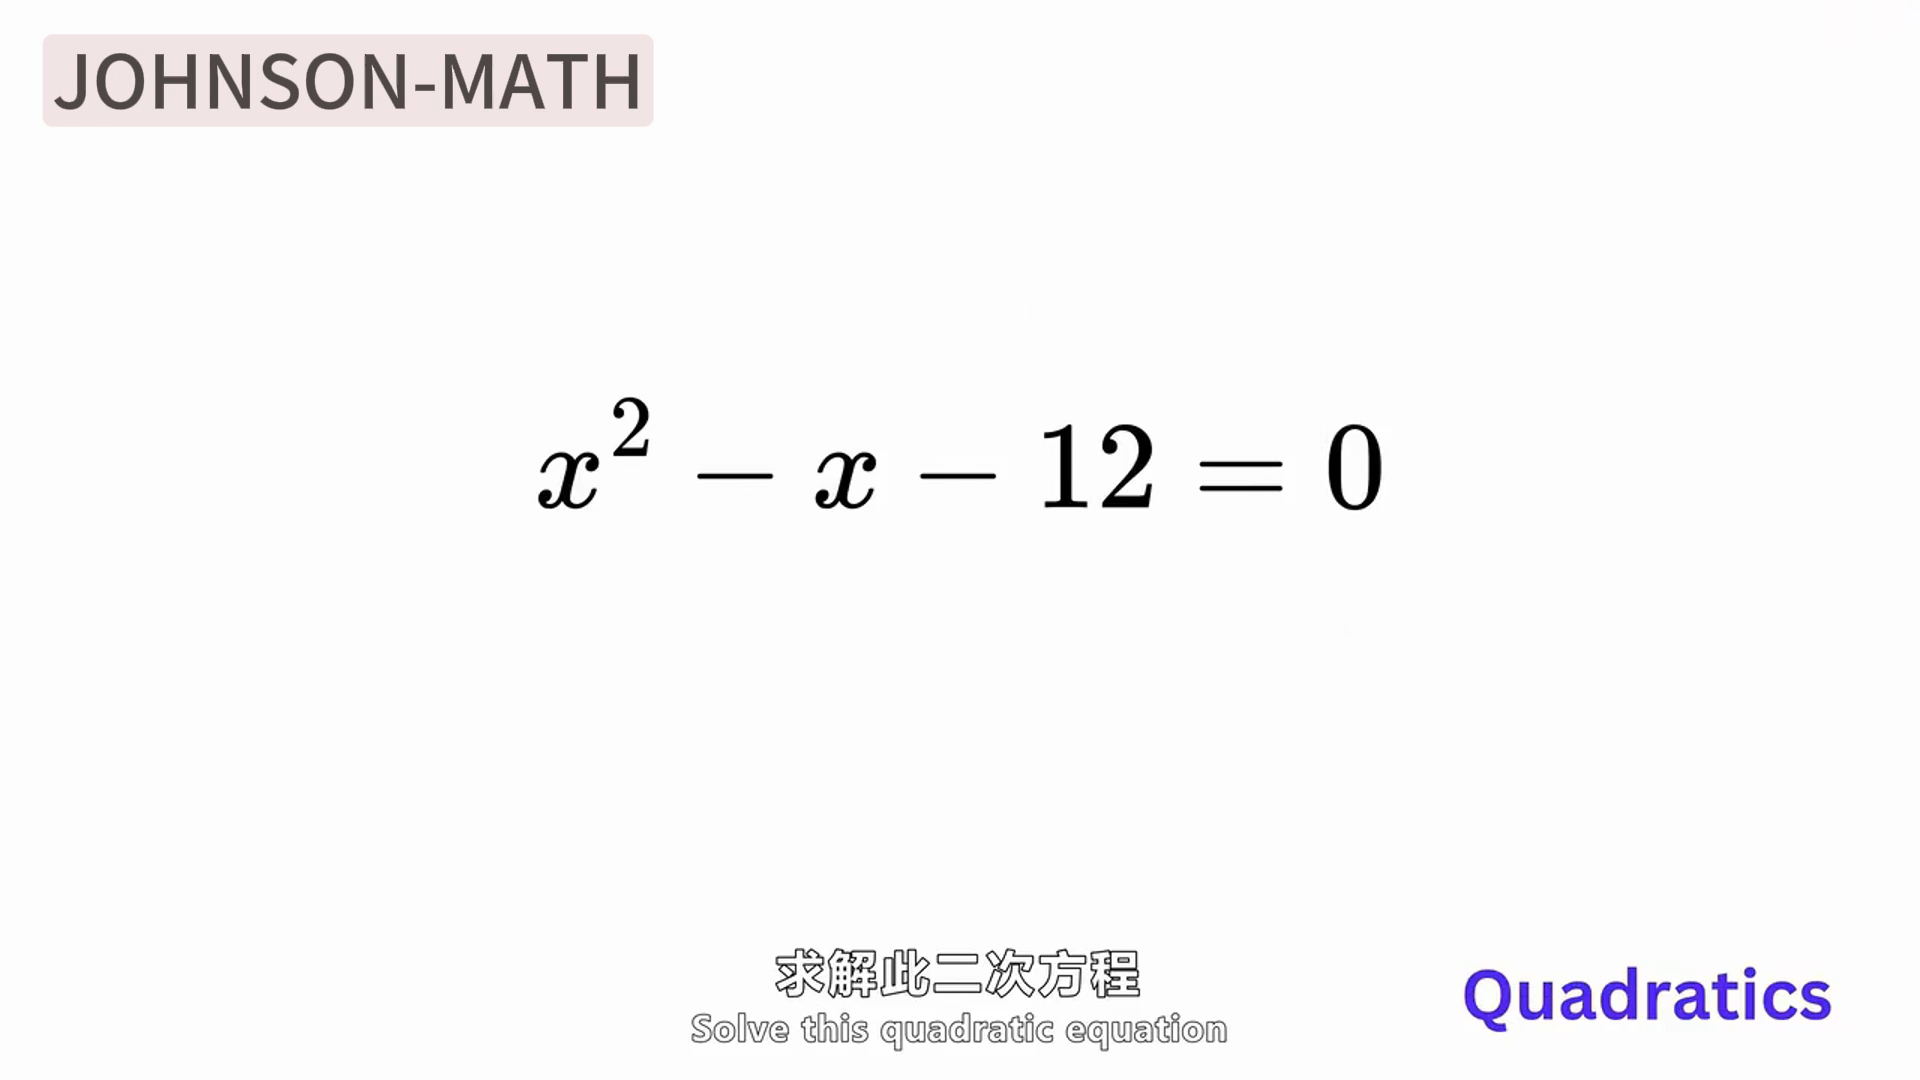 JOHNSON-MATH
x² − x − 12 = 0
求解此二次方程
Solve this quadratic equation
Quadratics